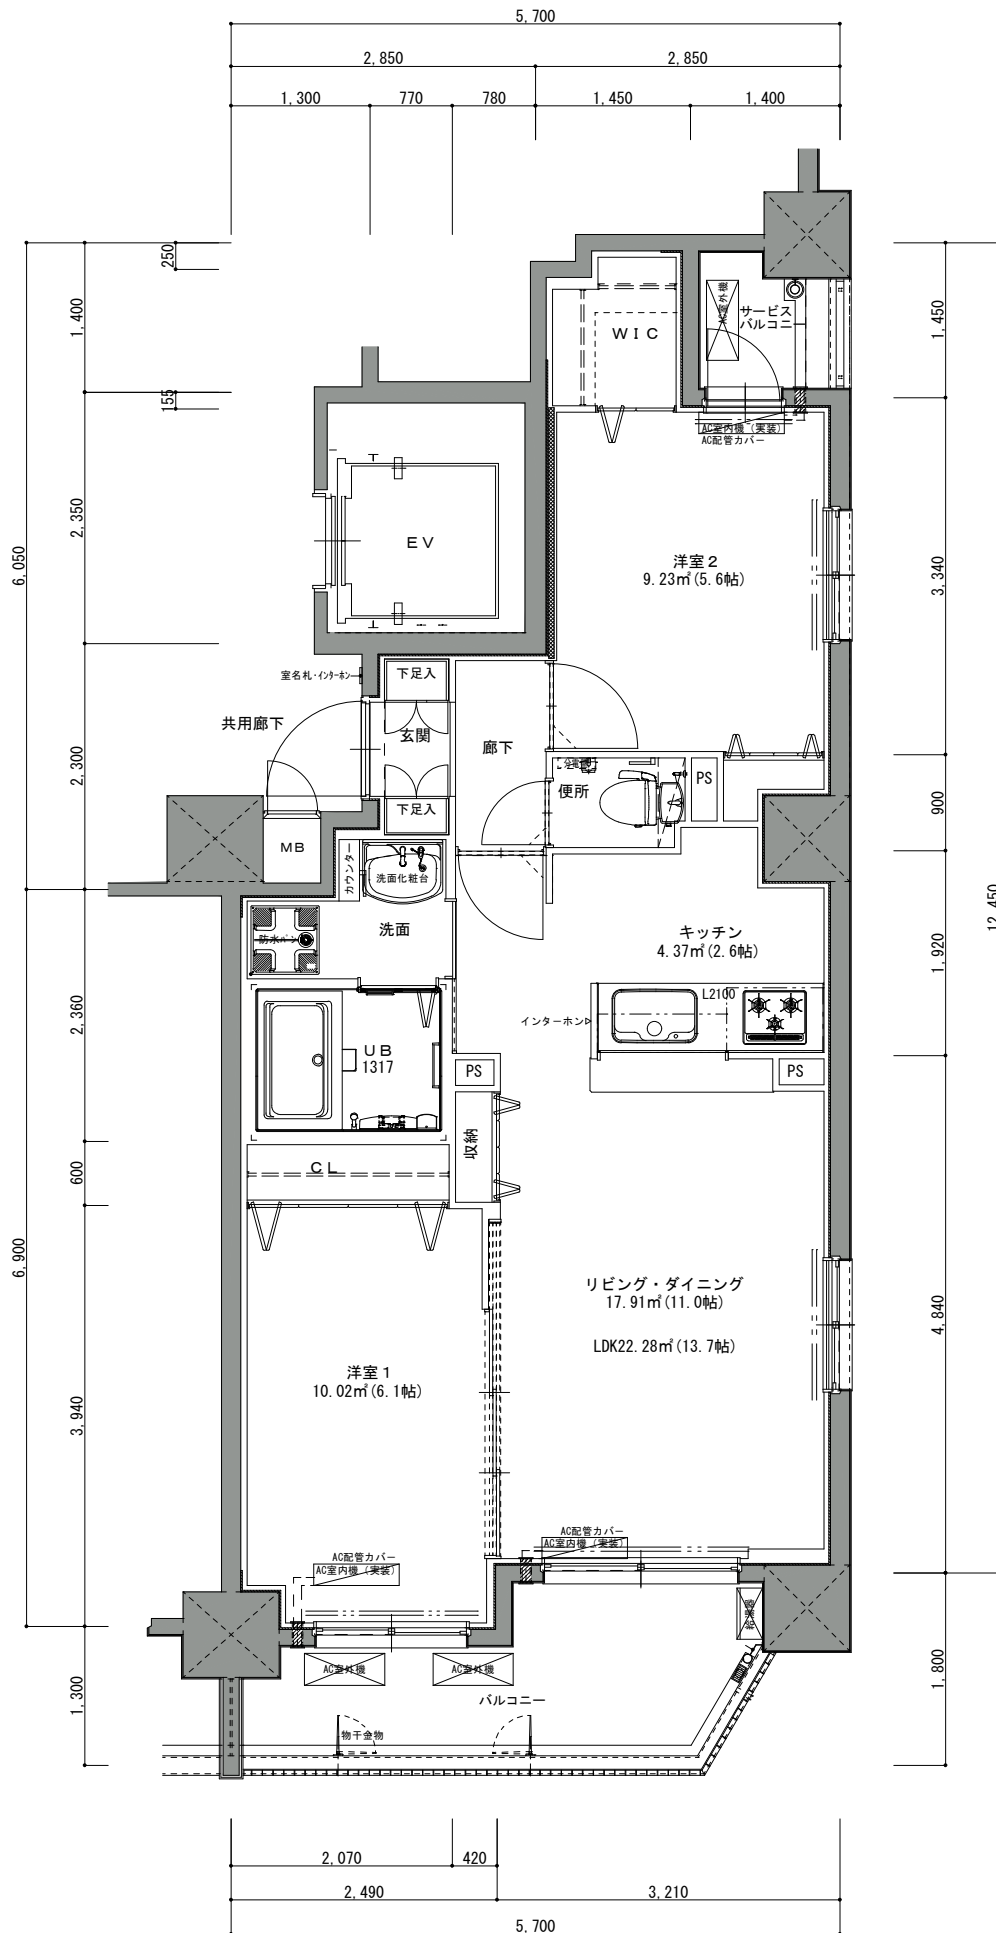 5,700
2,850
2,850
1,300
770
780
1,450
1,400
250
1,400
155
2,350
6,050
2,300
2,360
600
6,900
3,940
1,300
1,450
3,340
900
1,920
12,450
4,840
1,800
WIC
AC室外機
サービス
バルコニー
AC室内機（実装）
AC配管カバー
EV
洋室２
9.23㎡(5.6帖)
室名札・インターホン
下足入
共用廊下
玄関
廊下
下足入
便所
PS
MB
カウンター
洗面化粧台
洗面
防水パン
キッチン
4.37㎡(2.6帖)
L2100
インターホン
UB
1317
PS
PS
収納
CL
リビング・ダイニング
17.91㎡(11.0帖)
LDK22.28㎡(13.7帖)
洋室１
10.02㎡(6.1帖)
AC配管カバー
AC室内機（実装）
AC配管カバー
AC室内機（実装）
給湯器
AC室外機
AC室外機
バルコニー
物干金物
2,070
420
2,490
3,210
5,700